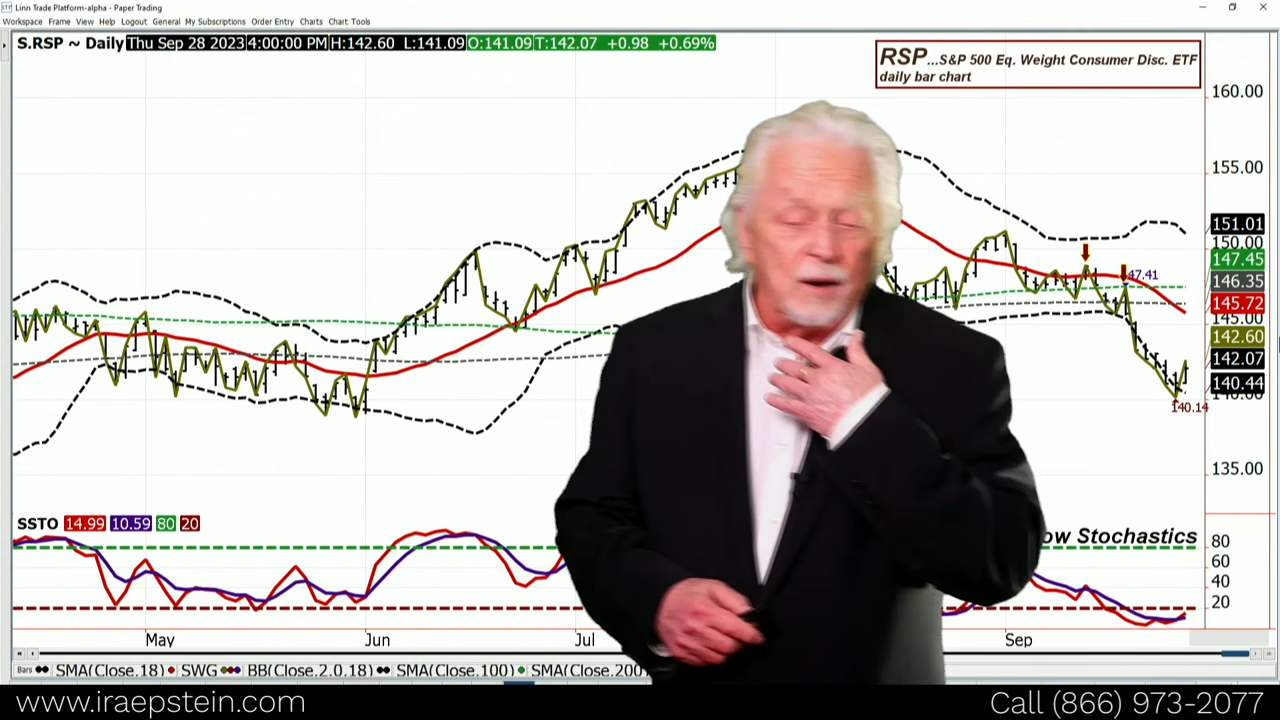 Linn Trade Platform-alpha - Paper Trading
Workspace Frame View Help Logout General My Subscriptions Order Entry Charts Chart Tools
S.RSP ~ Daily Thu Sep 28 2023 4:00:00 PM H:142.60 L:141.09 O:141.09 T:142.07 +0.98 +0.69%
RSP...S&P 500 Eq. Weight Consumer Disc. ETF
daily bar chart
160.00
155.00
151.01
150.00
147.45
47.41
146.35
145.72
145.00
142.60
142.07
140.44
140.00
140.14
135.00
SSTO 14.99 10.59 80 20
ow Stochastics
80
60
40
20
May Jun Jul Sep
Bars SMA(Close,18) SWG BB(Close,2.0,18) SMA(Close,100) SMA(Close,200
www.iraepstein.com
Call (866) 973-2077